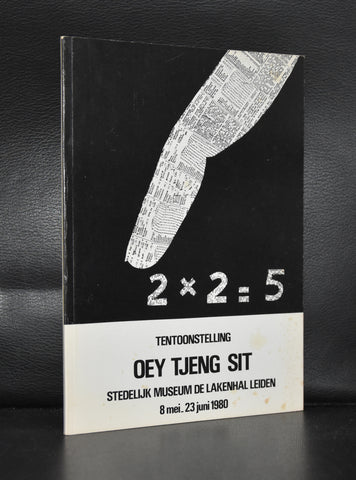 2 × 2 = 5
TENTOONSTELLING
OEY TJENG SIT
STEDELIJK MUSEUM DE LAKENHAL LEIDEN
8 mei - 23 juni 1980